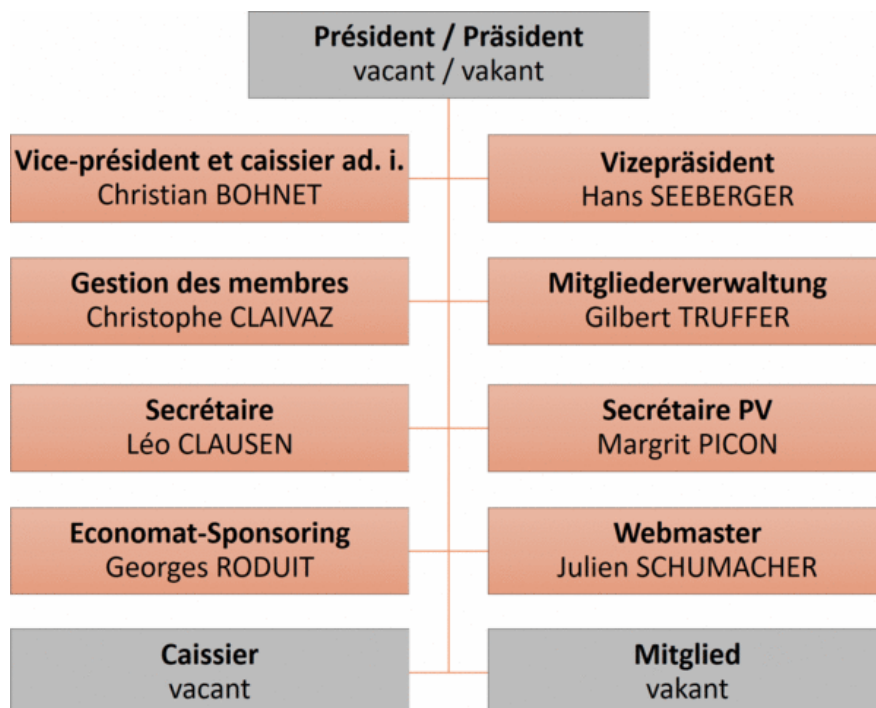 Président / Präsident
vacant / vakant
Vice-président et caissier ad. i.
Christian BOHNET
Vizepräsident
Hans SEEBERGER
Gestion des membres
Christophe CLAIVAZ
Mitgliederverwaltung
Gilbert TRUFFER
Secrétaire
Léo CLAUSEN
Secrétaire PV
Margrit PICON
Economat-Sponsoring
Georges RODUIT
Webmaster
Julien SCHUMACHER
Caissier
vacant
Mitglied
vakant